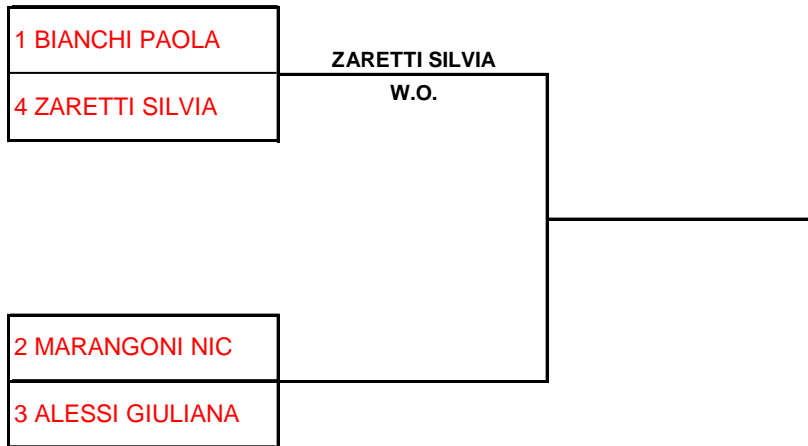 1 BIANCHI PAOLA
ZARETTI SILVIA
4 ZARETTI SILVIA
W.O.
2 MARANGONI NIC
3 ALESSI GIULIANA